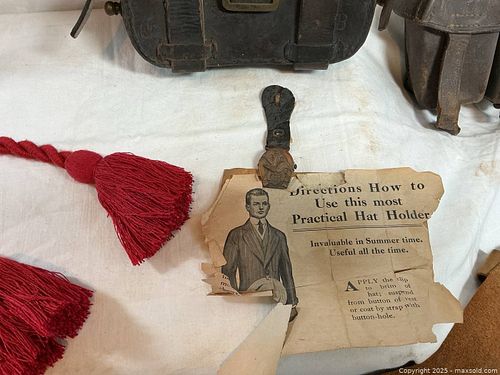 Directions How to
Use this most
Practical Hat Holder
Invaluable in Summer time.
Useful all the time.
APPLY the clip
to brim of
hat; suspend
from button of vest
or coat by strap with
button-hole.
Copyright 2025 - maxsold.com